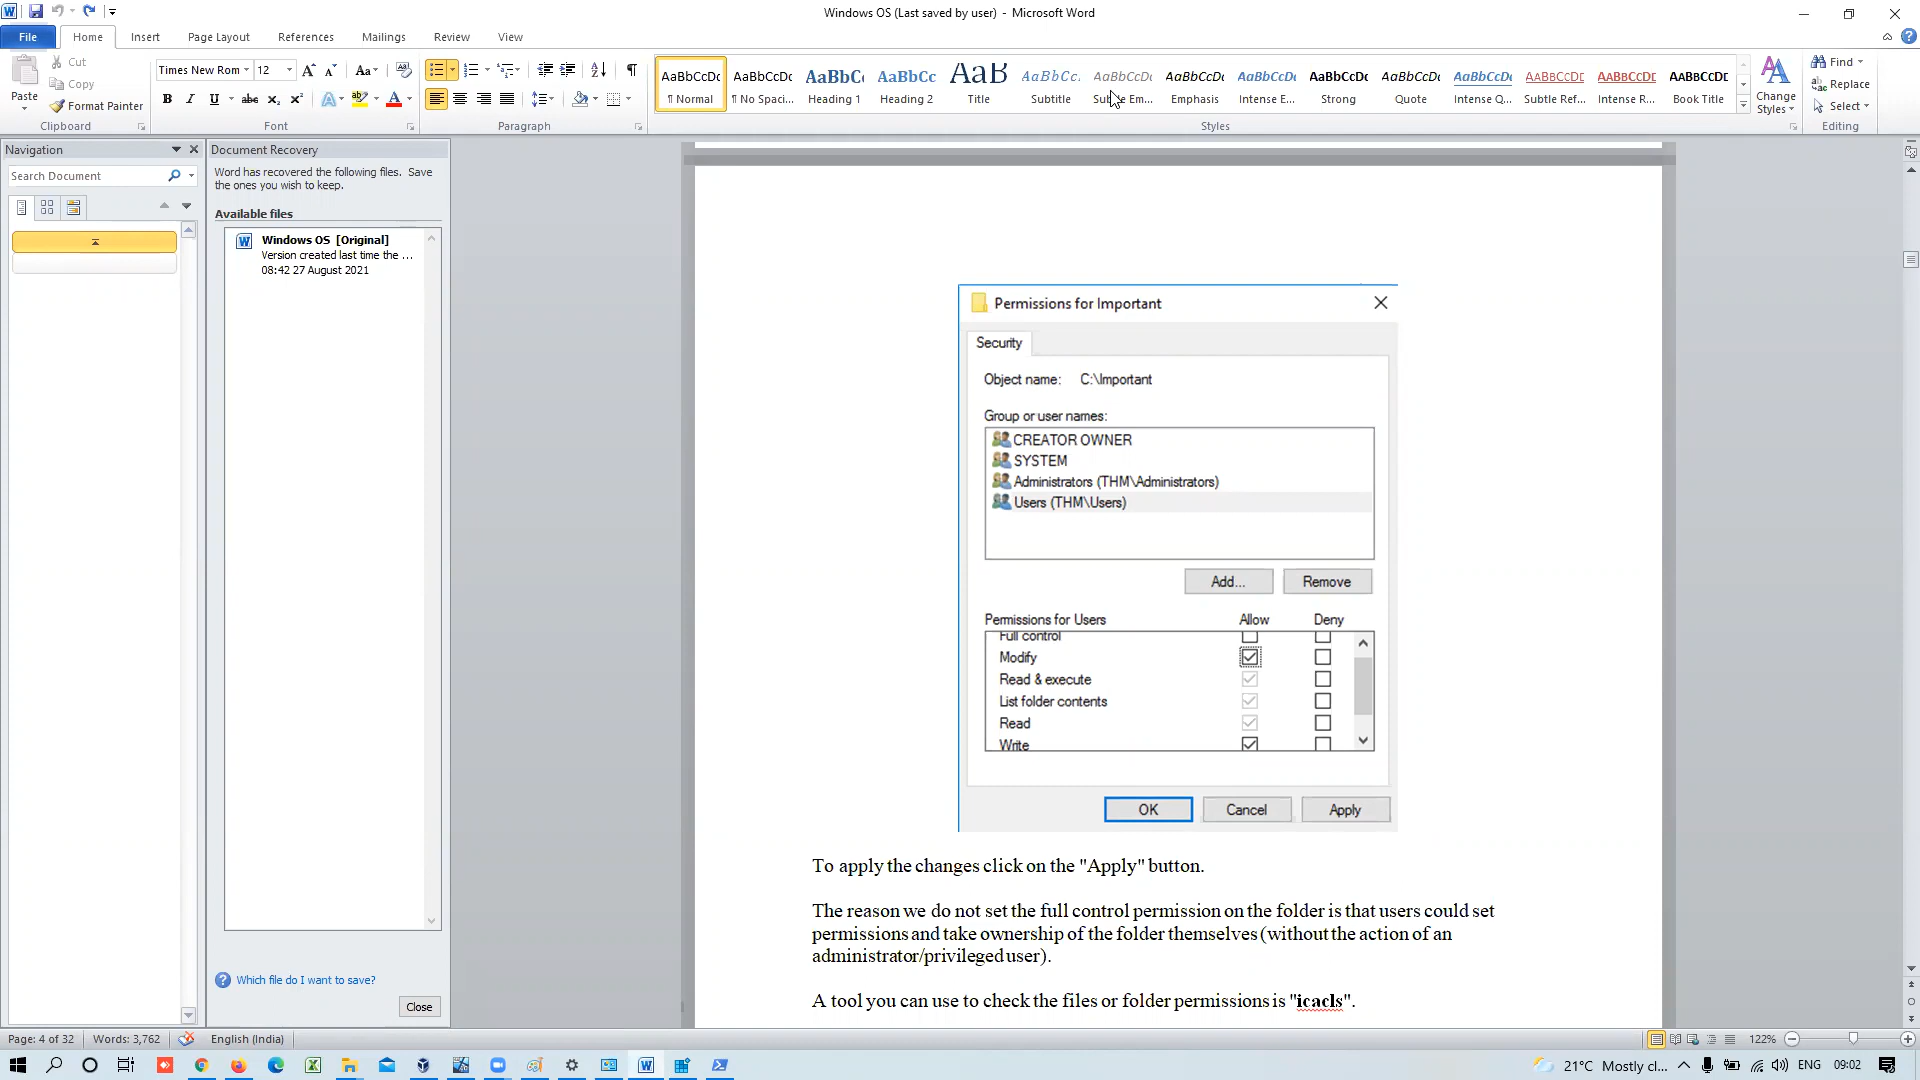 Windows OS (Last saved by user) - Microsoft Word
File Home Insert Page Layout References Mailings Review View
Paste
Cut
Copy
Format Painter
Clipboard
Times New Rom 12
Font
Paragraph
AaBbCcDc AaBbCcDc AaBbCc AaBbCc AaB AaBbCc. AaBbCcDc AaBbCcDc AaBbCcDc AaBbCcDc AaBbCcDc AaBbCcDc AABBCCDE AABBCCDE AABBCCDE
¶ Normal ¶ No Spaci... Heading 1 Heading 2 Title Subtitle Subtle Em... Emphasis Intense E... Strong Quote Intense Q... Subtle Ref... Intense R... Book Title
Change Styles
Styles
Find
Replace
Select
Editing
Navigation
Search Document
Document Recovery
Word has recovered the following files. Save
the ones you wish to keep.
Available files
Windows OS [Original]
Version created last time the ...
08:42 27 August 2021
Which file do I want to save?
Close
Permissions for Important
Security
Object name: C:\Important
Group or user names:
CREATOR OWNER
SYSTEM
Administrators (THM\Administrators)
Users (THM\Users)
Add... Remove
Permissions for Users Allow Deny
Full control
Modify
Read & execute
List folder contents
Read
Write
OK Cancel Apply
To apply the changes click on the "Apply" button.
The reason we do not set the full control permission on the folder is that users could set
permissions and take ownership of the folder themselves (without the action of an
administrator/privileged user).
A tool you can use to check the files or folder permissions is "icacls".
Page: 4 of 32 Words: 3,762 English (India) 122%
21°C Mostly cl... ENG 09:02